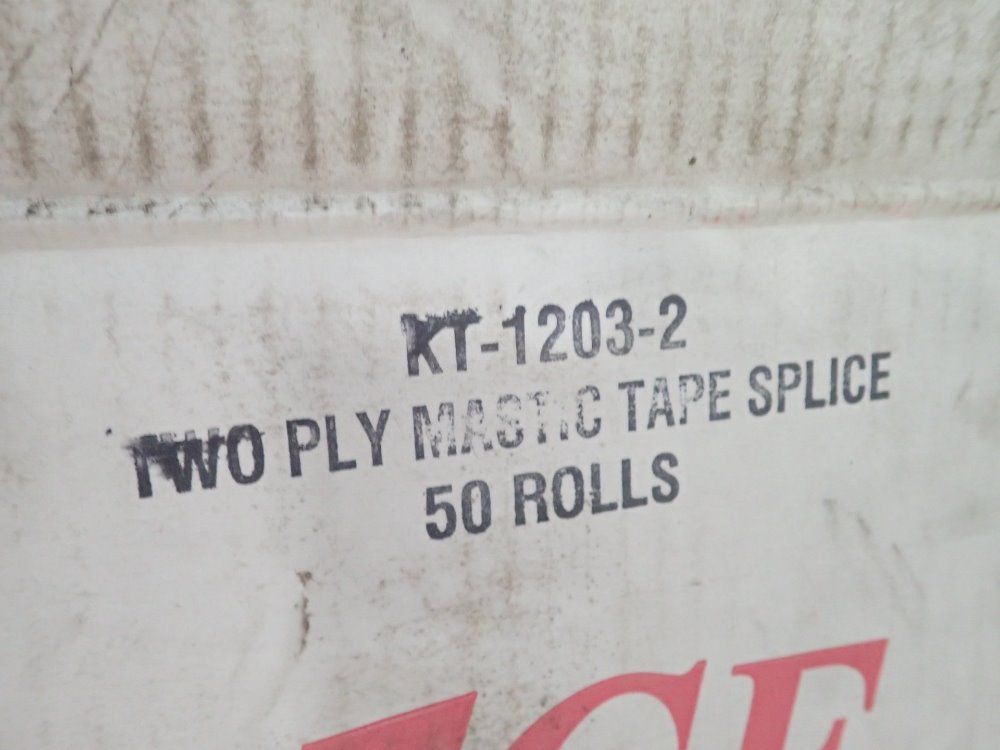 KT-1203-2
TWO PLY MASTIC TAPE SPLICE
50 ROLLS